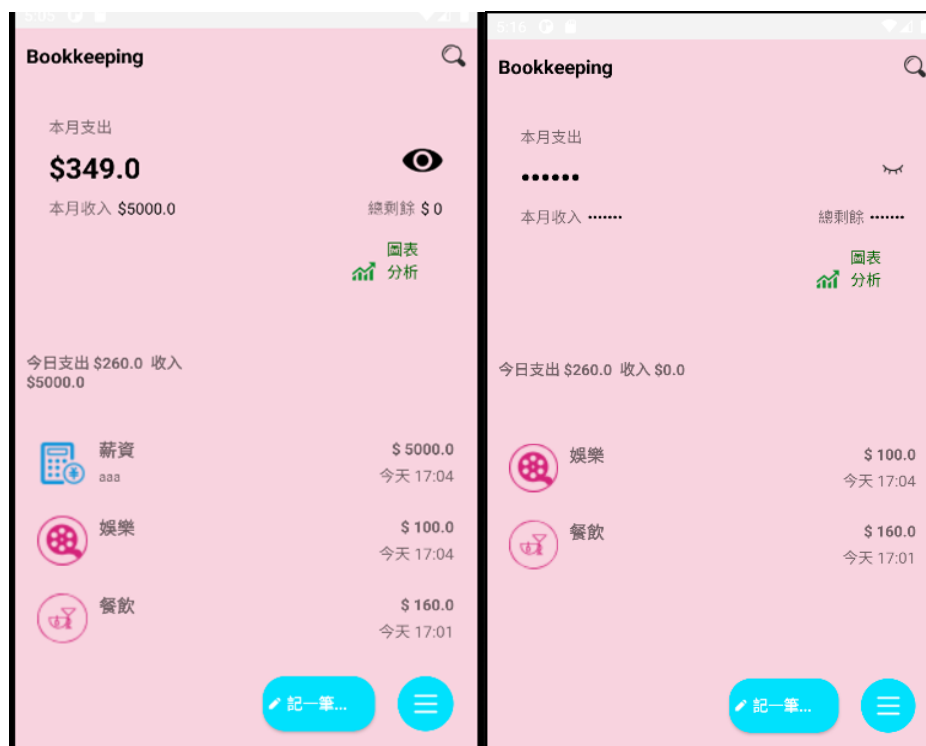 5:05
Bookkeeping
本月支出
$349.0
本月收入 $5000.0
總剩餘 $ 0
圖表
分析
今日支出 $260.0 收入
$5000.0
薪資
$ 5000.0
aaa
今天 17:04
娛樂
$ 100.0
今天 17:04
餐飲
$ 160.0
今天 17:01
記一筆...
5:16
Bookkeeping
本月支出
••••••
本月收入 •••••••
總剩餘 •••••••
圖表
分析
今日支出 $260.0 收入 $0.0
娛樂
$ 100.0
今天 17:04
餐飲
$ 160.0
今天 17:01
記一筆...